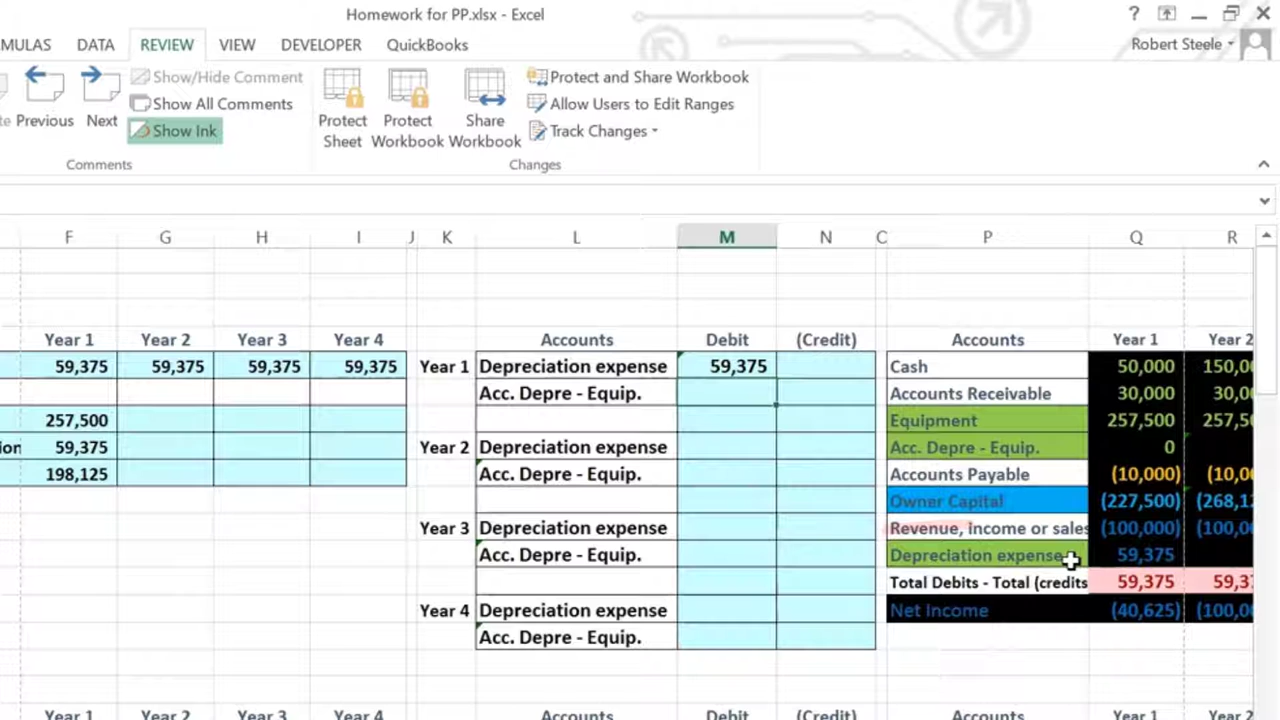 Homework for PP.xlsx - Excel
?
MULAS DATA REVIEW VIEW DEVELOPER QuickBooks Robert Steele
Show/Hide Comment
Show All Comments
Show Ink
te Previous Next
Protect Sheet
Protect Workbook
Share Workbook
Protect and Share Workbook
Allow Users to Edit Ranges
Track Changes
Comments Changes
F G H I J K L M N C P Q R
Year 1 Year 2 Year 3 Year 4 Accounts Debit (Credit) Accounts Year 1 Year 2
59,375 59,375 59,375 59,375 Year 1 Depreciation expense 59,375 Cash 50,000 150,00
Acc. Depre - Equip. Accounts Receivable 30,000 30,00
257,500 Equipment 257,500 257,50
ion 59,375 Year 2 Depreciation expense Acc. Depre - Equip. 0
198,125 Acc. Depre - Equip. Accounts Payable (10,000) (10,00
Owner Capital (227,500) (268,12
Year 3 Depreciation expense Revenue, income or sales (100,000) (100,00
Acc. Depre - Equip. Depreciation expense 59,375
Total Debits - Total (credits 59,375 59,37
Year 4 Depreciation expense Net Income (40,625) (100,00
Acc. Depre - Equip.
Year 1 Year 2 Year 3 Year 4 Accounts Debit (Credit) Accounts Year 1 Year 2